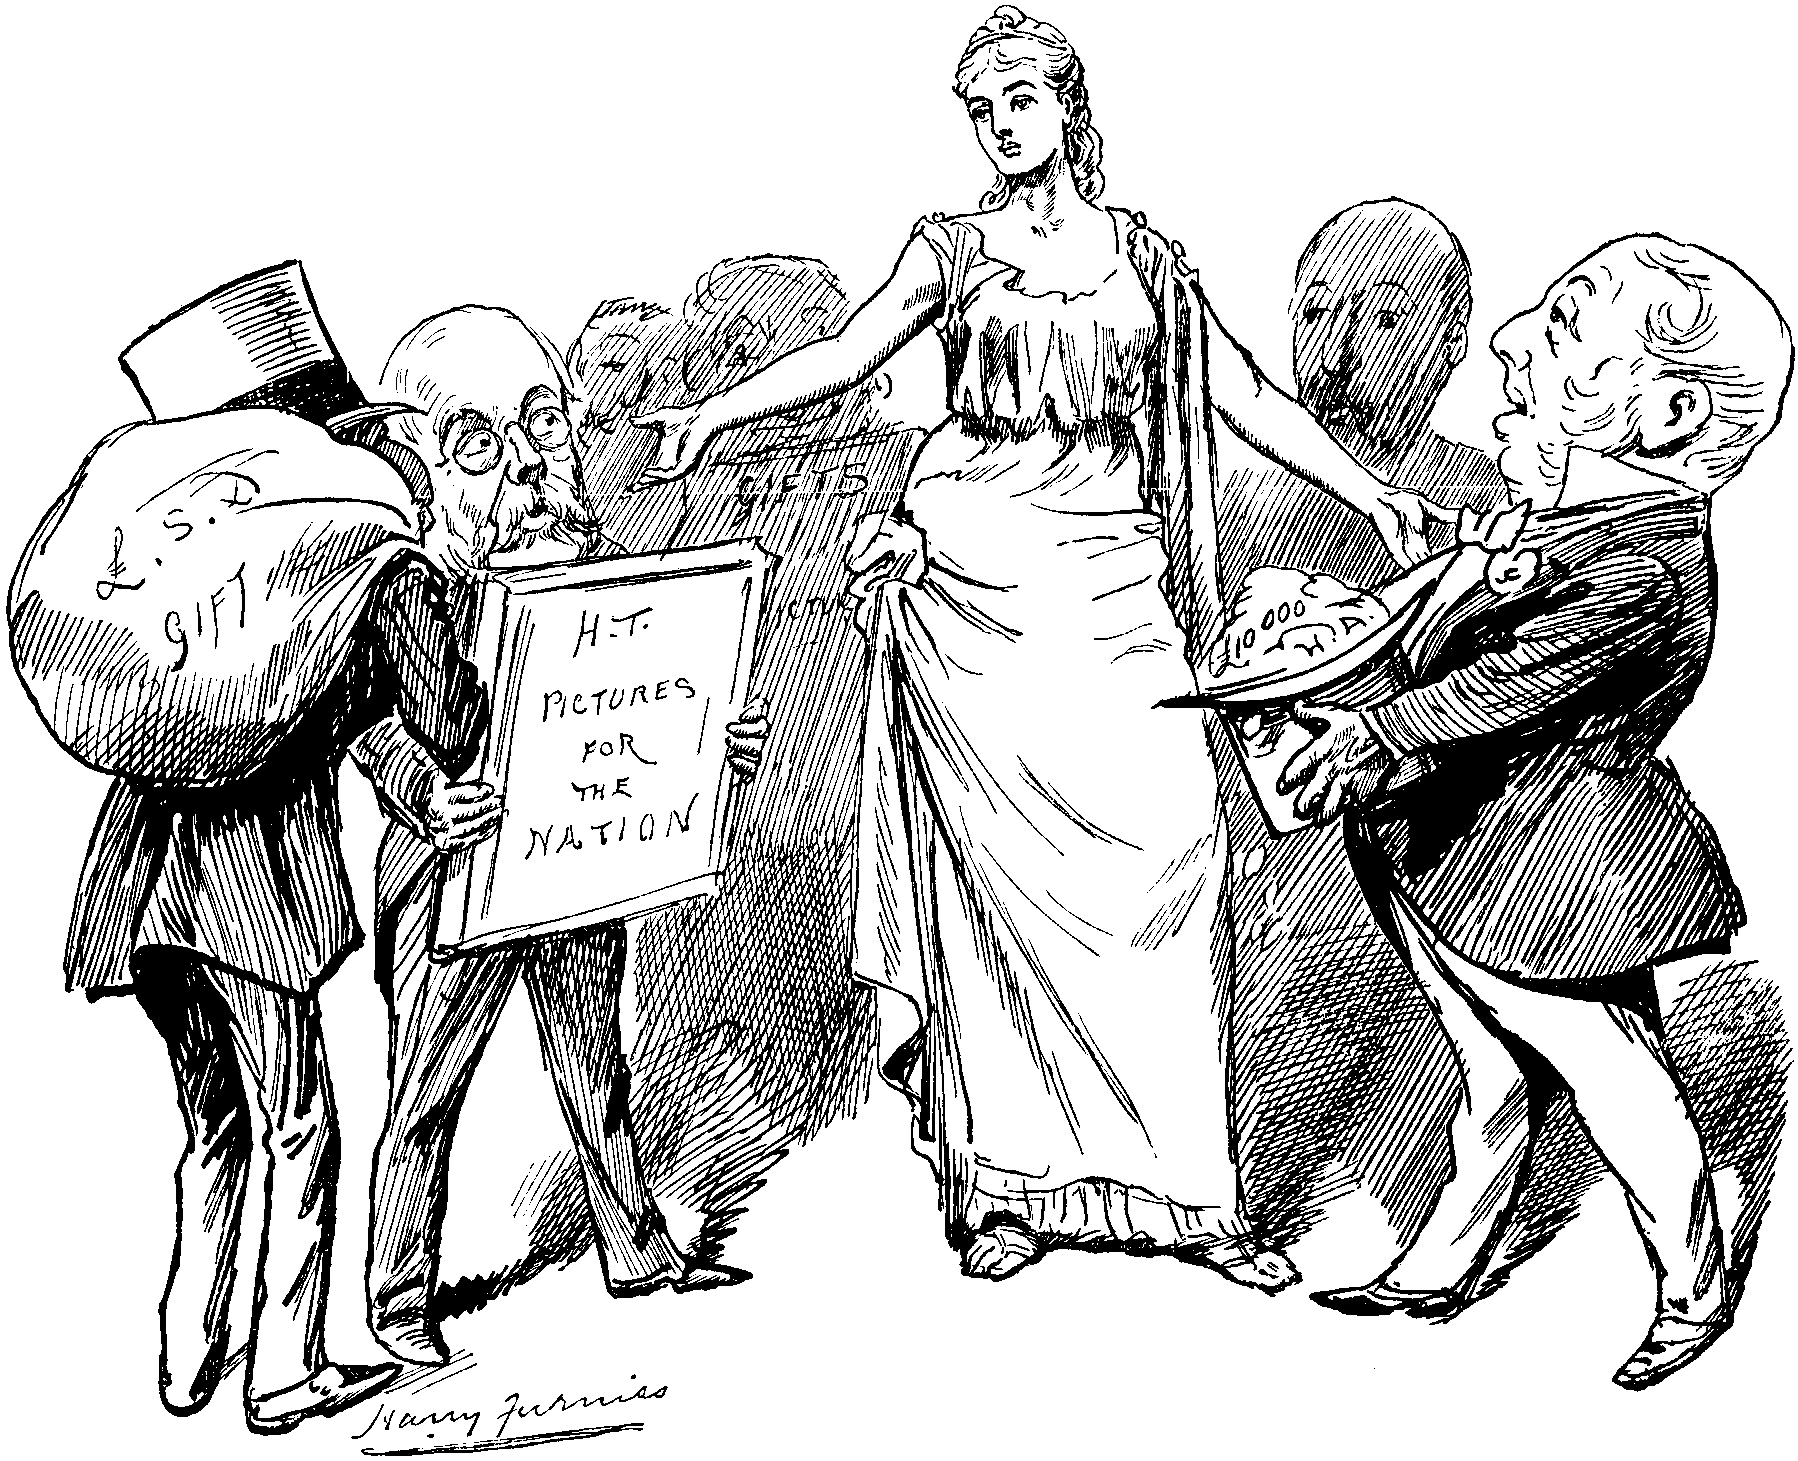 £.S.D
GIFT
H.T.
PICTURES
FOR
THE
NATION
GIFTS
£10000
H.A.
Harry Furniss